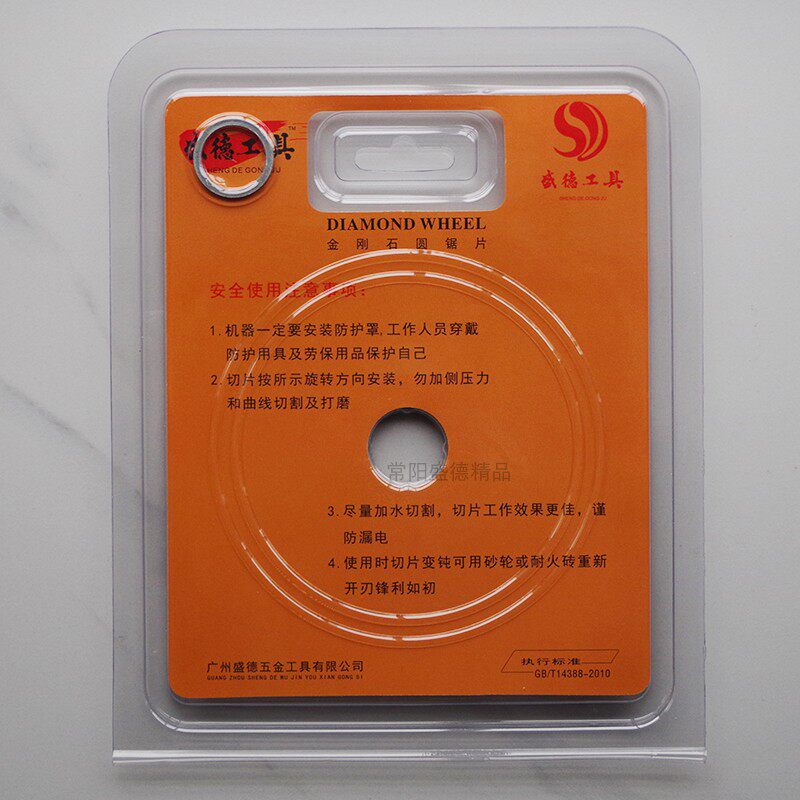 盛德工具™
SHENG DE GONG JU
盛德工具
SHENG DE GONG JU
DIAMOND WHEEL
金刚石圆锯片
安全使用注意事项：
1.机器一定要安装防护罩,工作人员穿戴
防护用具及劳保用品保护自己
2.切片按所示旋转方向安装，勿加侧压力
和曲线切割及打磨
常阳盛德精品
3.尽量加水切割，切片工作效果更佳，谨
防漏电
4.使用时切片变钝可用砂轮或耐火砖重新
开刃锋利如初
广州盛德五金工具有限公司
GUANG ZHOU SHENG DE WU JIN YOU XIAN GONG SI
执行标准
GB/T14388-2010